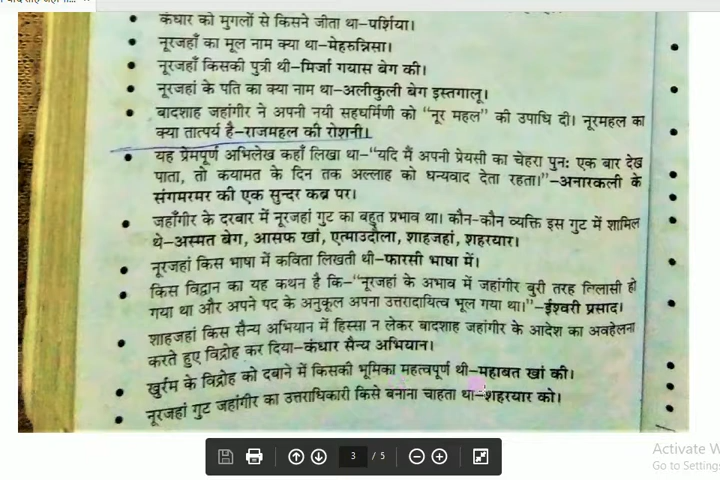 कंधार को मुगलों से किसने जीता था–पर्शिया।
नूरजहाँ का मूल नाम क्या था–मेहरुन्निसा।
नूरजहाँ किसकी पुत्री थी–मिर्जा गयास बेग की।
नूरजहां के पति का क्या नाम था–अलीकुली बेग इस्तगालू।
बादशाह जहांगीर ने अपनी नयी सहधर्मिणी को "नूर महल" की उपाधि दी। नूरमहल का
क्या तात्पर्य है–राजमहल की रोशनी।
यह प्रेमपूर्ण अभिलेख कहाँ लिखा था–"यदि मैं अपनी प्रेयसी का चेहरा पुनः एक बार देख
पाता, तो कयामत के दिन तक अल्लाह को धन्यवाद देता रहता।"–अनारकली के
संगमरमर की एक सुन्दर कब्र पर।
जहाँगीर के दरबार में नूरजहां गुट का बहुत प्रभाव था। कौन-कौन व्यक्ति इस गुट में शामिल
थे–अस्मत बेग, आसफ खां, एत्माउदौला, शाहजहां, शहरयार।
नूरजहां किस भाषा में कविता लिखती थी–फारसी भाषा में।
किस विद्वान का यह कथन है कि–"नूरजहां के अभाव में जहांगीर बुरी तरह विलासी हो
गया था और अपने पद के अनुकूल अपना उत्तरादायित्व भूल गया था।"–ईश्वरी प्रसाद।
शाहजहां किस सैन्य अभियान में हिस्सा न लेकर बादशाह जहांगीर के आदेश का अवहेलना
करते हुए विद्रोह कर दिया–कंधार सैन्य अभियान।
खुर्रम के विद्रोह को दबाने में किसकी भूमिका महत्वपूर्ण थी–महाबत खां की।
नूरजहां गुट जहांगीर का उत्तराधिकारी किसे बनाना चाहता था–शहरयार को।
3 / 5
Activate W
Go to Settings